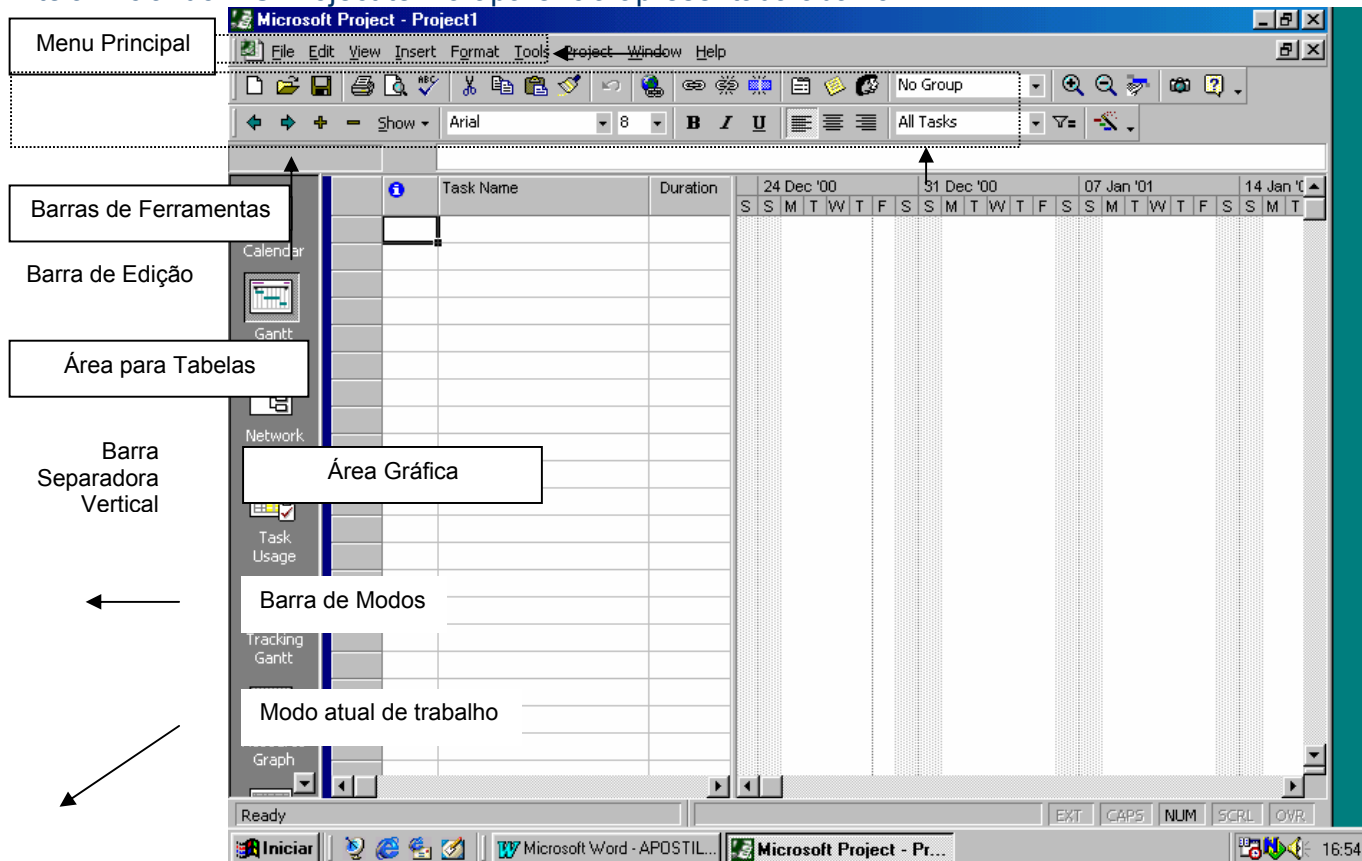 Microsoft Project - Project1
Menu Principal
File Edit View Insert Format Tools Project Window Help
No Group
Show Arial 8 B I U All Tasks
Task Name Duration 24 Dec '00 31 Dec '00 07 Jan '01 14 Jan
S S M T W T F S S M T W T F S S M T W T F S S M T
Barras de Ferramentas
Calendar
Barra de Edição
Gantt
Área para Tabelas
Network
Barra
Separadora
Vertical
Área Gráfica
Task
Usage
Barra de Modos
Tracking
Gantt
Modo atual de trabalho
Graph
Ready EXT CAPS NUM SCRL OVR
Iniciar Microsoft Word - APOSTIL... Microsoft Project - Pr... 16:54